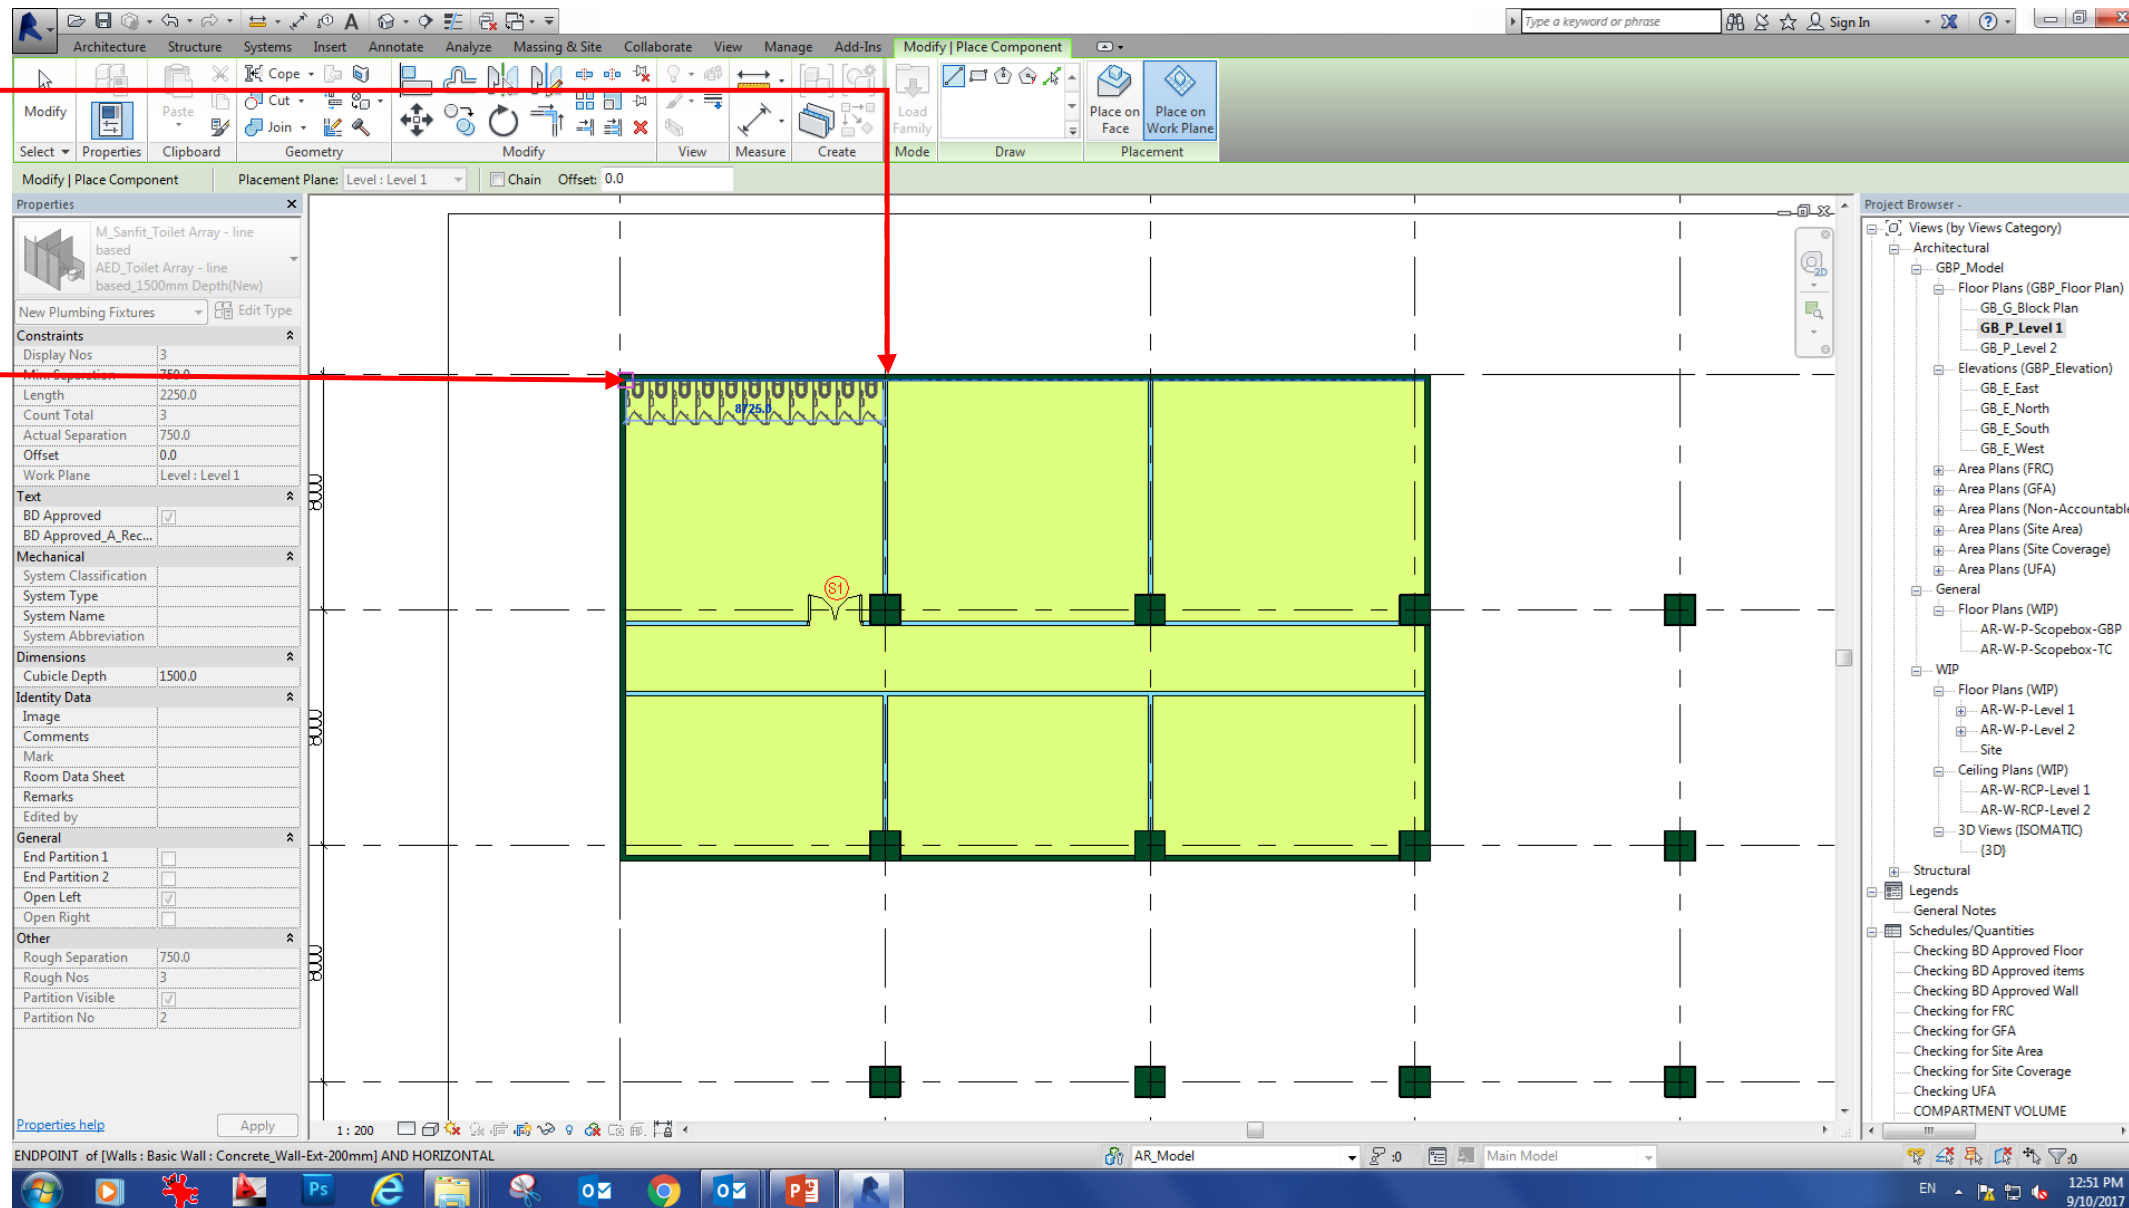 Type a keyword or phrase
Sign In
Architecture Structure Systems Insert Annotate Analyze Massing & Site Collaborate View Manage Add-Ins Modify | Place Component
Modify
Paste
Cope
Cut
Join
Load
Family
Place on
Face
Place on
Work Plane
Select Properties Clipboard Geometry Modify View Measure Create Mode Draw Placement
Modify | Place Component Placement Plane: Level : Level 1 Chain Offset: 0.0
Properties
M_Sanfit_Toilet Array - line
based
AED_Toilet Array - line
based_1500mm Depth(New)
New Plumbing Fixtures Edit Type
Constraints
Display Nos 3
Min. Separation 750.0
Length 2250.0
Count Total 3
Actual Separation 750.0
Offset 0.0
Work Plane Level : Level 1
Text
BD Approved
BD Approved_A_Rec...
Mechanical
System Classification
System Type
System Name
System Abbreviation
Dimensions
Cubicle Depth 1500.0
Identity Data
Image
Comments
Mark
Room Data Sheet
Remarks
Edited by
General
End Partition 1
End Partition 2
Open Left
Open Right
Other
Rough Separation 750.0
Rough Nos 3
Partition Visible
Partition No 2
Properties help Apply
2D
8725.0
S1
Project Browser -
Views (by Views Category)
Architectural
GBP_Model
Floor Plans (GBP_Floor Plan)
GB_G_Block Plan
GB_P_Level 1
GB_P_Level 2
Elevations (GBP_Elevation)
GB_E_East
GB_E_North
GB_E_South
GB_E_West
Area Plans (FRC)
Area Plans (GFA)
Area Plans (Non-Accountable
Area Plans (Site Area)
Area Plans (Site Coverage)
Area Plans (UFA)
General
Floor Plans (WIP)
AR-W-P-Scopebox-GBP
AR-W-P-Scopebox-TC
WIP
Floor Plans (WIP)
AR-W-P-Level 1
AR-W-P-Level 2
Site
Ceiling Plans (WIP)
AR-W-RCP-Level 1
AR-W-RCP-Level 2
3D Views (ISOMATIC)
{3D}
Structural
Legends
General Notes
Schedules/Quantities
Checking BD Approved Floor
Checking BD Approved items
Checking BD Approved Wall
Checking for FRC
Checking for GFA
Checking for Site Area
Checking for Site Coverage
Checking UFA
COMPARTMENT VOLUME
1 : 200
ENDPOINT of [Walls : Basic Wall : Concrete_Wall-Ext-200mm] AND HORIZONTAL
AR_Model
:0
Main Model
:0
Ps
EN
12:51 PM
9/10/2017